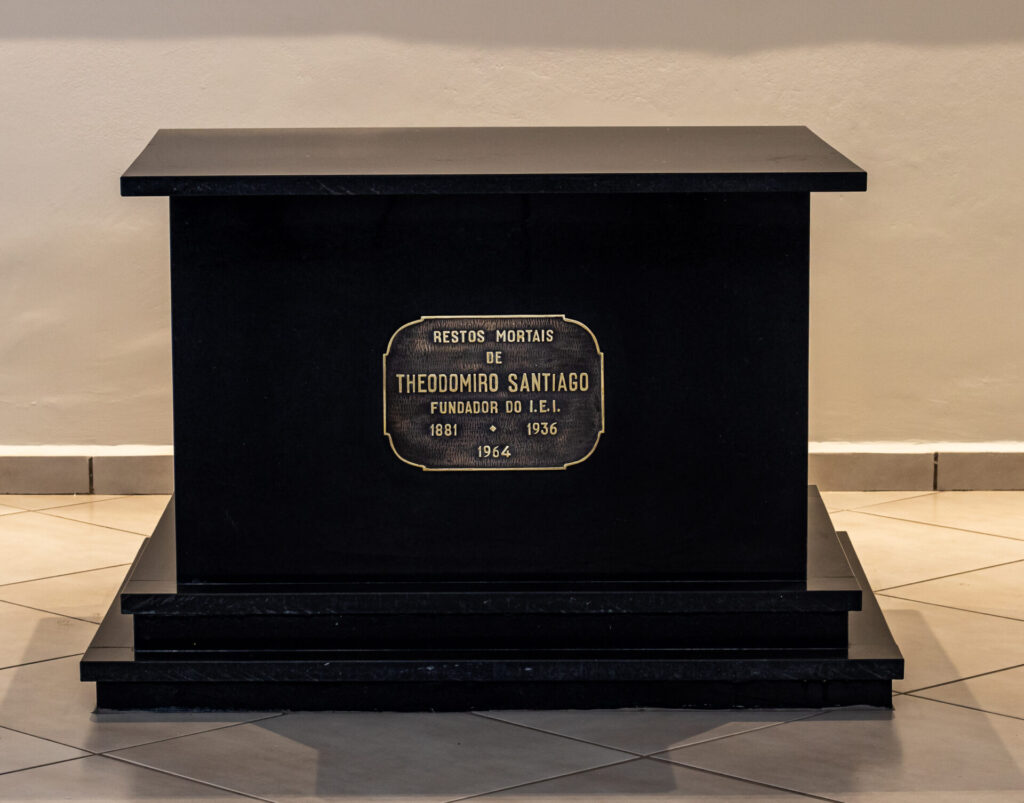 RESTOS MORTAIS
DE
THEODOMIRO SANTIAGO
FUNDADOR DO I.E.I.
1881 ❖ 1936
1964